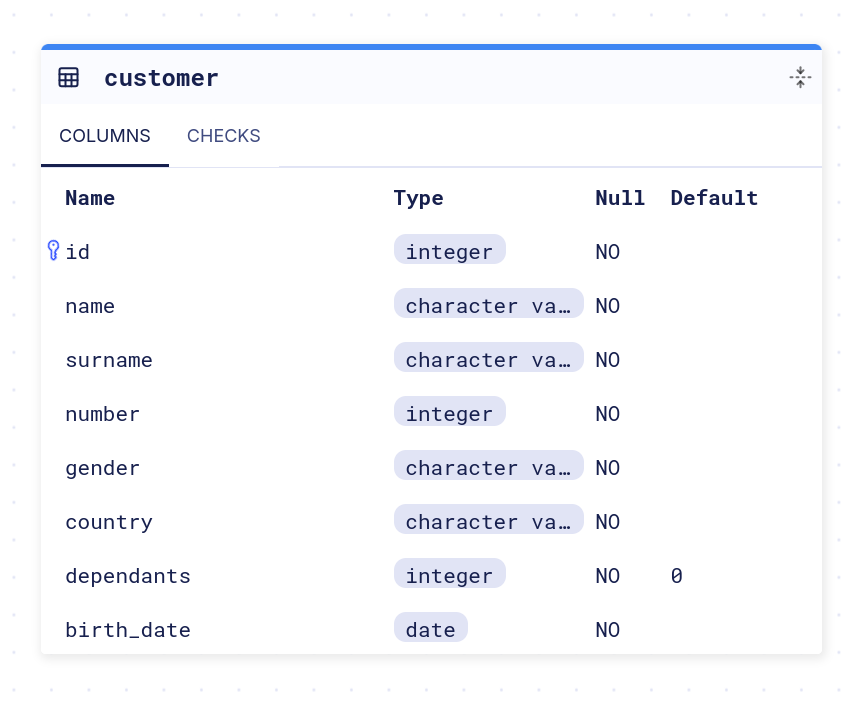 customer
COLUMNS CHECKS
Name Type Null Default
id integer NO
name character va… NO
surname character va… NO
number integer NO
gender character va… NO
country character va… NO
dependants integer NO 0
birth_date date NO